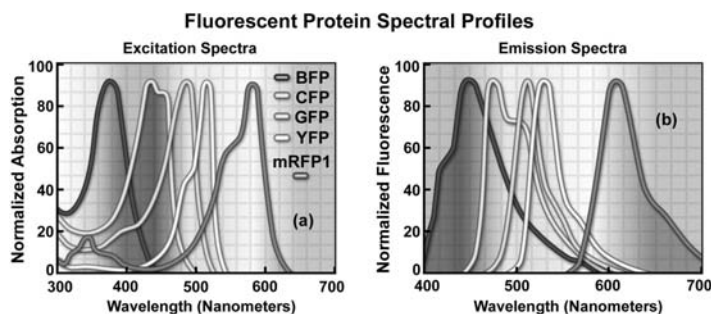 Fluorescent Protein Spectral Profiles
Excitation Spectra
Normalized Absorption
100
80
60
40
20
0
BFP
CFP
GFP
YFP
mRFP1
(a)
300 400 500 600 700
Wavelength (Nanometers)
Emission Spectra
Normalized Fluorescence
100
80
60
40
20
0
(b)
400 500 600 700
Wavelength (Nanometers)